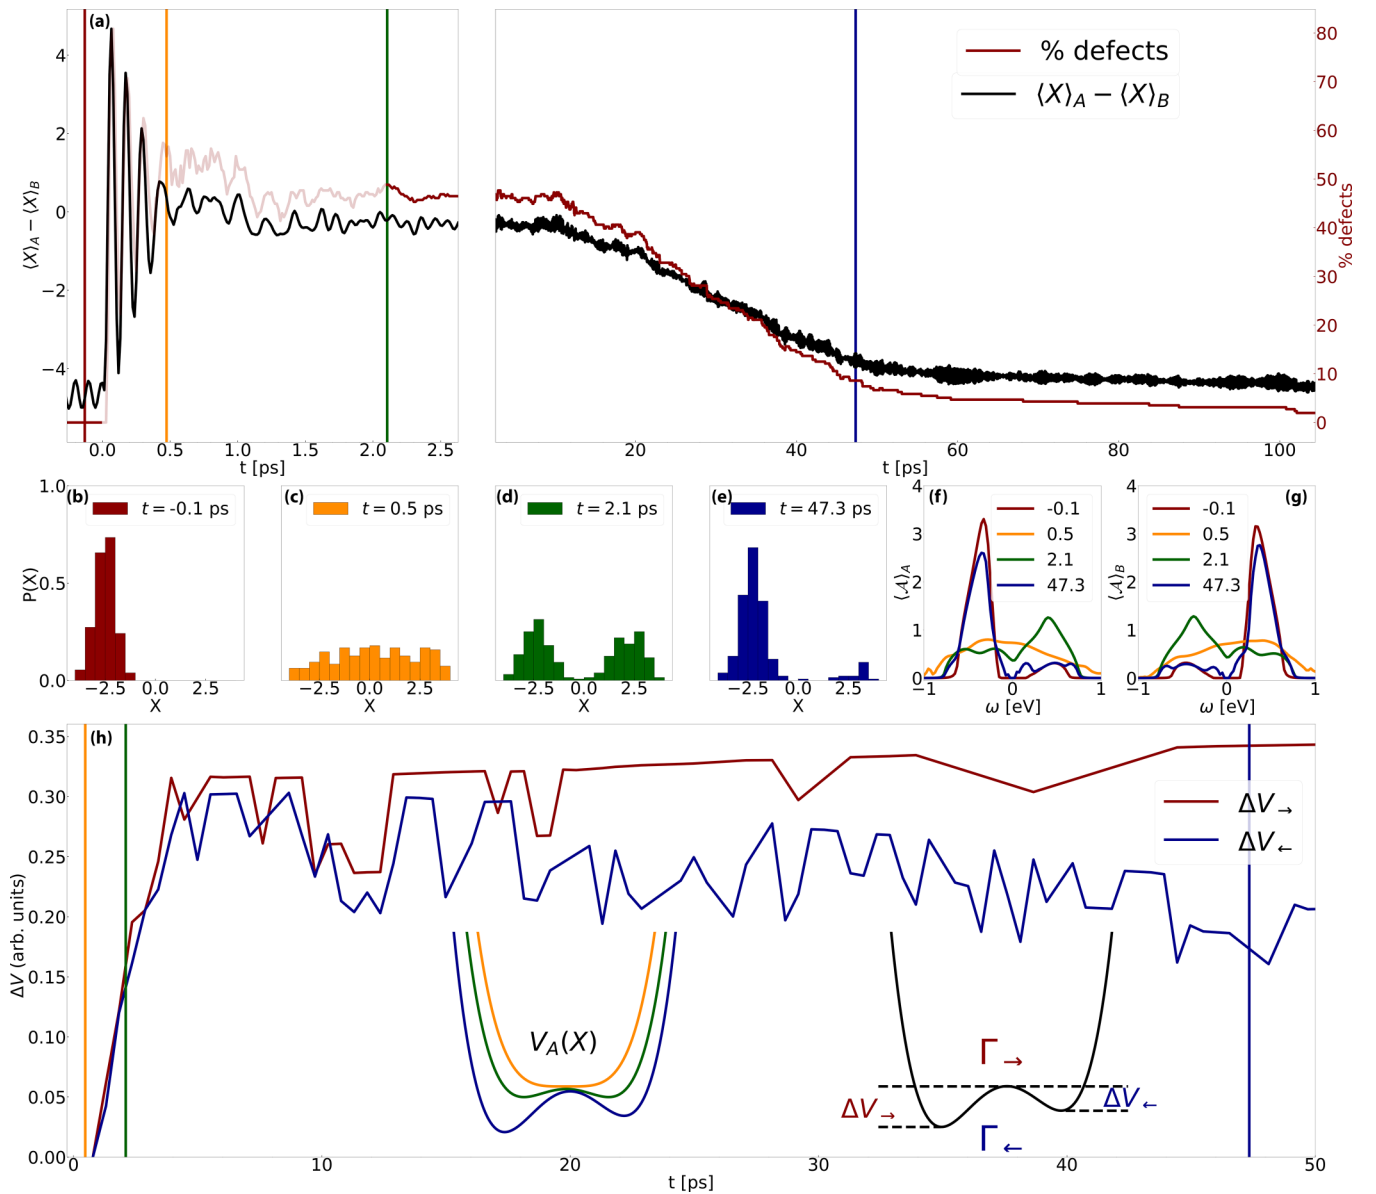 (a)
% defects
⟨X⟩A − ⟨X⟩B
⟨X⟩A − ⟨X⟩B
4
2
0
−2
−4
80
70
60
50
40
30
20
10
0
% defects
0.0 0.5 1.0 1.5 2.0 2.5
t [ps]
20 40 60 80 100
t [ps]
(b) t = -0.1 ps
(c) t = 0.5 ps
(d) t = 2.1 ps
(e) t = 47.3 ps
P(X)
1.0
0.5
0.0
−2.5 0.0 2.5
X
−2.5 0.0 2.5
X
−2.5 0.0 2.5
X
−2.5 0.0 2.5
X
(f)
-0.1
0.5
2.1
47.3
⟨𝒜⟩A
4
3
2
1
0
−1 0 1
ω [eV]
(g)
-0.1
0.5
2.1
47.3
⟨𝒜⟩B
4
3
2
1
0
−1 0 1
ω [eV]
(h)
ΔV→
ΔV←
ΔV (arb. units)
0.35
0.30
0.25
0.20
0.15
0.10
0.05
0.00
VA(X)
Γ→
ΔV→
ΔV←
Γ←
0 10 20 30 40 50
t [ps]